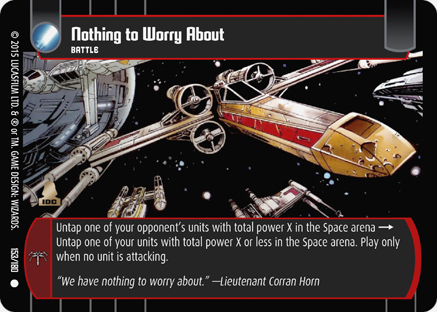 Nothing to Worry About
BATTLE
Untap one of your opponent's units with total power X in the Space arena →
Untap one of your units with total power X or less in the Space arena. Play only
when no unit is attacking.
"We have nothing to worry about." —Lieutenant Corran Horn
© 2015 LUCASFILM LTD. & ® or TM. GAME DESIGN: WIZARDS.
153/180
IDC